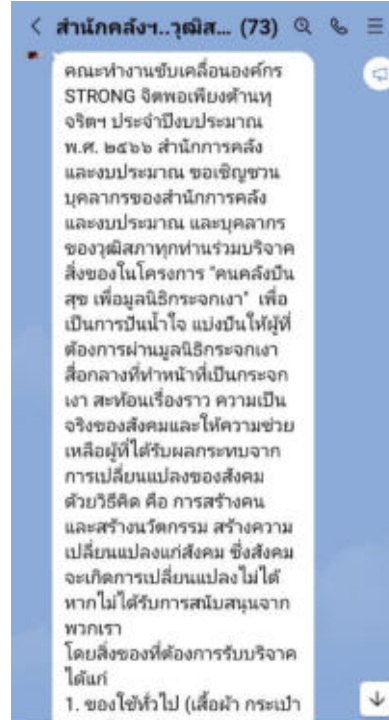 สำนักคลังฯ..วุฒิส... (73)
คณะทำงานขับเคลื่อนองค์กร
STRONG จิตพอเพียงต้านทุ
จริตฯ ประจำปีงบประมาณ
พ.ศ. ๒๕๖๖ สำนักการคลัง
และงบประมาณ ขอเชิญชวน
บุคลากรของสำนักการคลัง
และงบประมาณ และบุคลากร
ของวุฒิสภาทุกท่านร่วมบริจาค
สิ่งของในโครงการ "คนคลังปัน
สุข เพื่อมูลนิธิกระจกเงา" เพื่อ
เป็นการปันน้ำใจ แบ่งปันให้ผู้ที่
ต้องการผ่านมูลนิธิกระจกเงา
สื่อกลางที่ทำหน้าที่เป็นกระจก
เงา สะท้อนเรื่องราว ความเป็น
จริงของสังคมและให้ความช่วย
เหลือผู้ที่ได้รับผลกระทบจาก
การเปลี่ยนแปลงของสังคม
ด้วยวิธีคิด คือ การสร้างคน
และสร้างนวัตกรรม สร้างความ
เปลี่ยนแปลงแก่สังคม ซึ่งสังคม
จะเกิดการเปลี่ยนแปลงไม่ได้
หากไม่ได้รับการสนับสนุนจาก
พวกเรา
โดยสิ่งของที่ต้องการรับบริจาค
ได้แก่
1. ของใช้ทั่วไป (เสื้อผ้า กระเป๋า